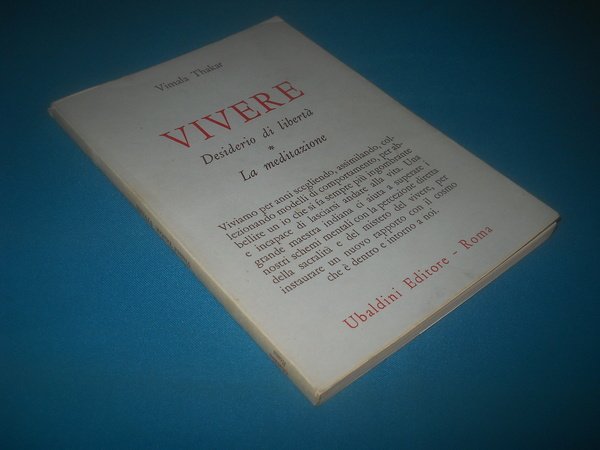 Vimala Thakar
VIVERE
Desiderio di libertà
*
La meditazione
Viviamo per anni scegliendo, assimilando, col-
lezionando modelli di comportamento, per ab-
bellire un io che si fa sempre più ingombrante
e incapace di lasciarsi andare alla vita. Una
grande maestra indiana ci aiuta a superare i
nostri schemi mentali con la percezione diretta
della sacralità e del mistero del vivere, per
instaurare un nuovo rapporto con il cosmo
che è dentro e intorno a noi.
Ubaldini Editore - Roma